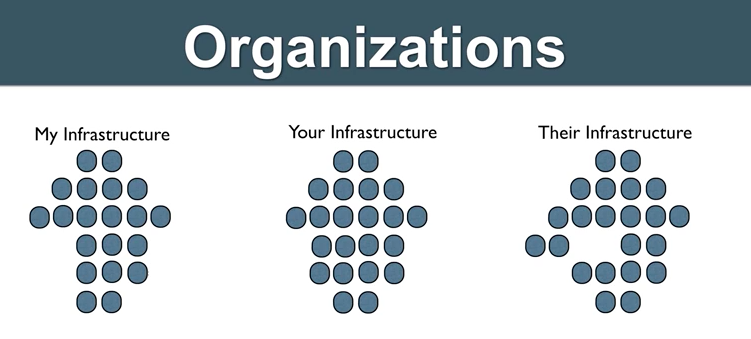 Organizations
My Infrastructure
Your Infrastructure
Their Infrastructure